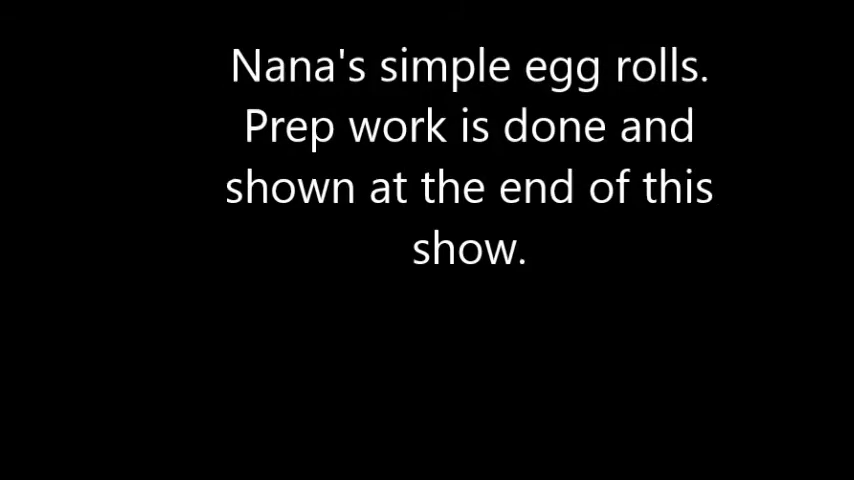 Nana's simple egg rolls.
Prep work is done and
shown at the end of this
show.